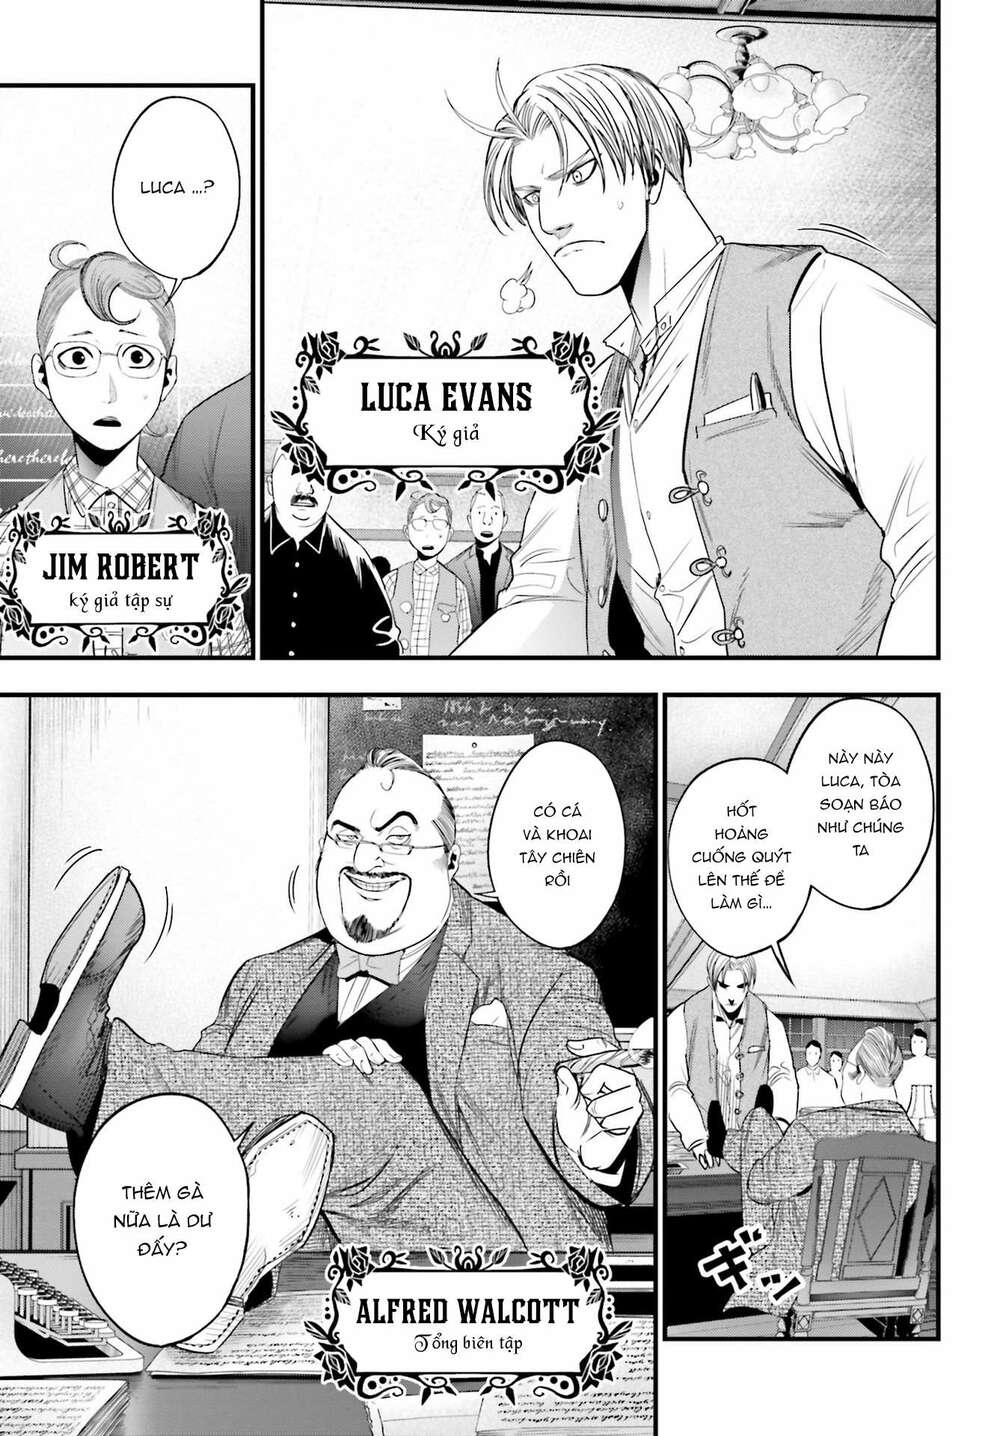 LUCA EVANS
Ký giả
LUCA ...?
JIM ROBERT
ký giả tập sự
NÀY NÀY
LUCA, TÒA
SOẠN BÁO
NHƯ CHÚNG
TA
HỐT
HOẢNG
CUỐNG QUÝT
LÊN THẾ ĐỂ
LÀM GÌ...
ギッ
CÓ CÁ
VÀ KHOAI
TÂY CHIÊN
RỒI
THÊM GÀ
NỮA LÀ DƯ
ĐẤY?
ALFRED WALCOTT
Tổng biên tập